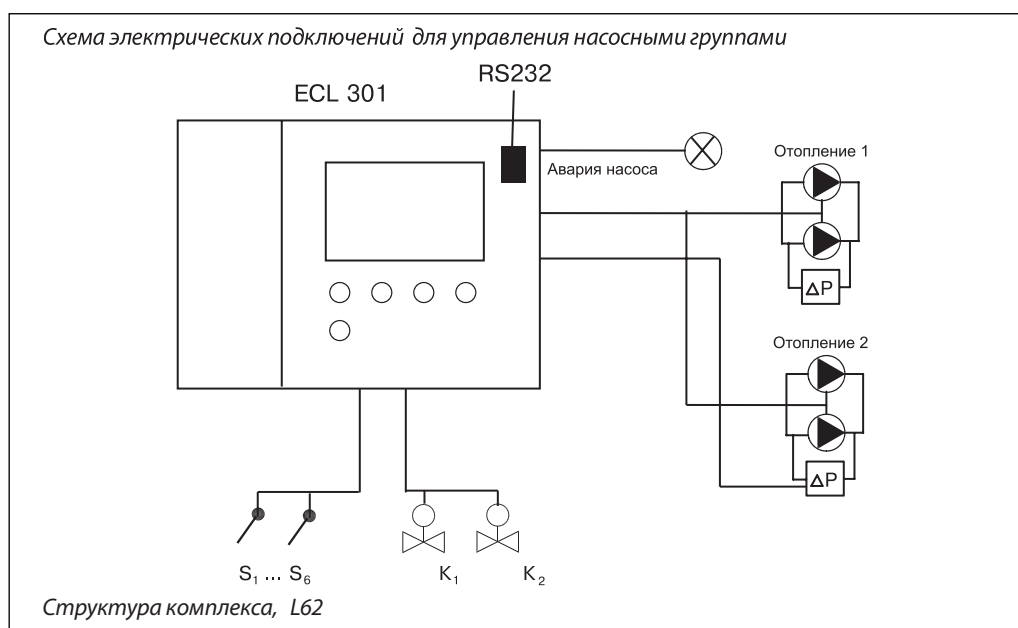 Схема электрических подключений для управления насосными группами
RS232
ECL 301
Авария насоса
Отопление 1
ΔP
Отопление 2
ΔP
S₁ ... S₆
K₁
K₂
Структура комплекса, L62